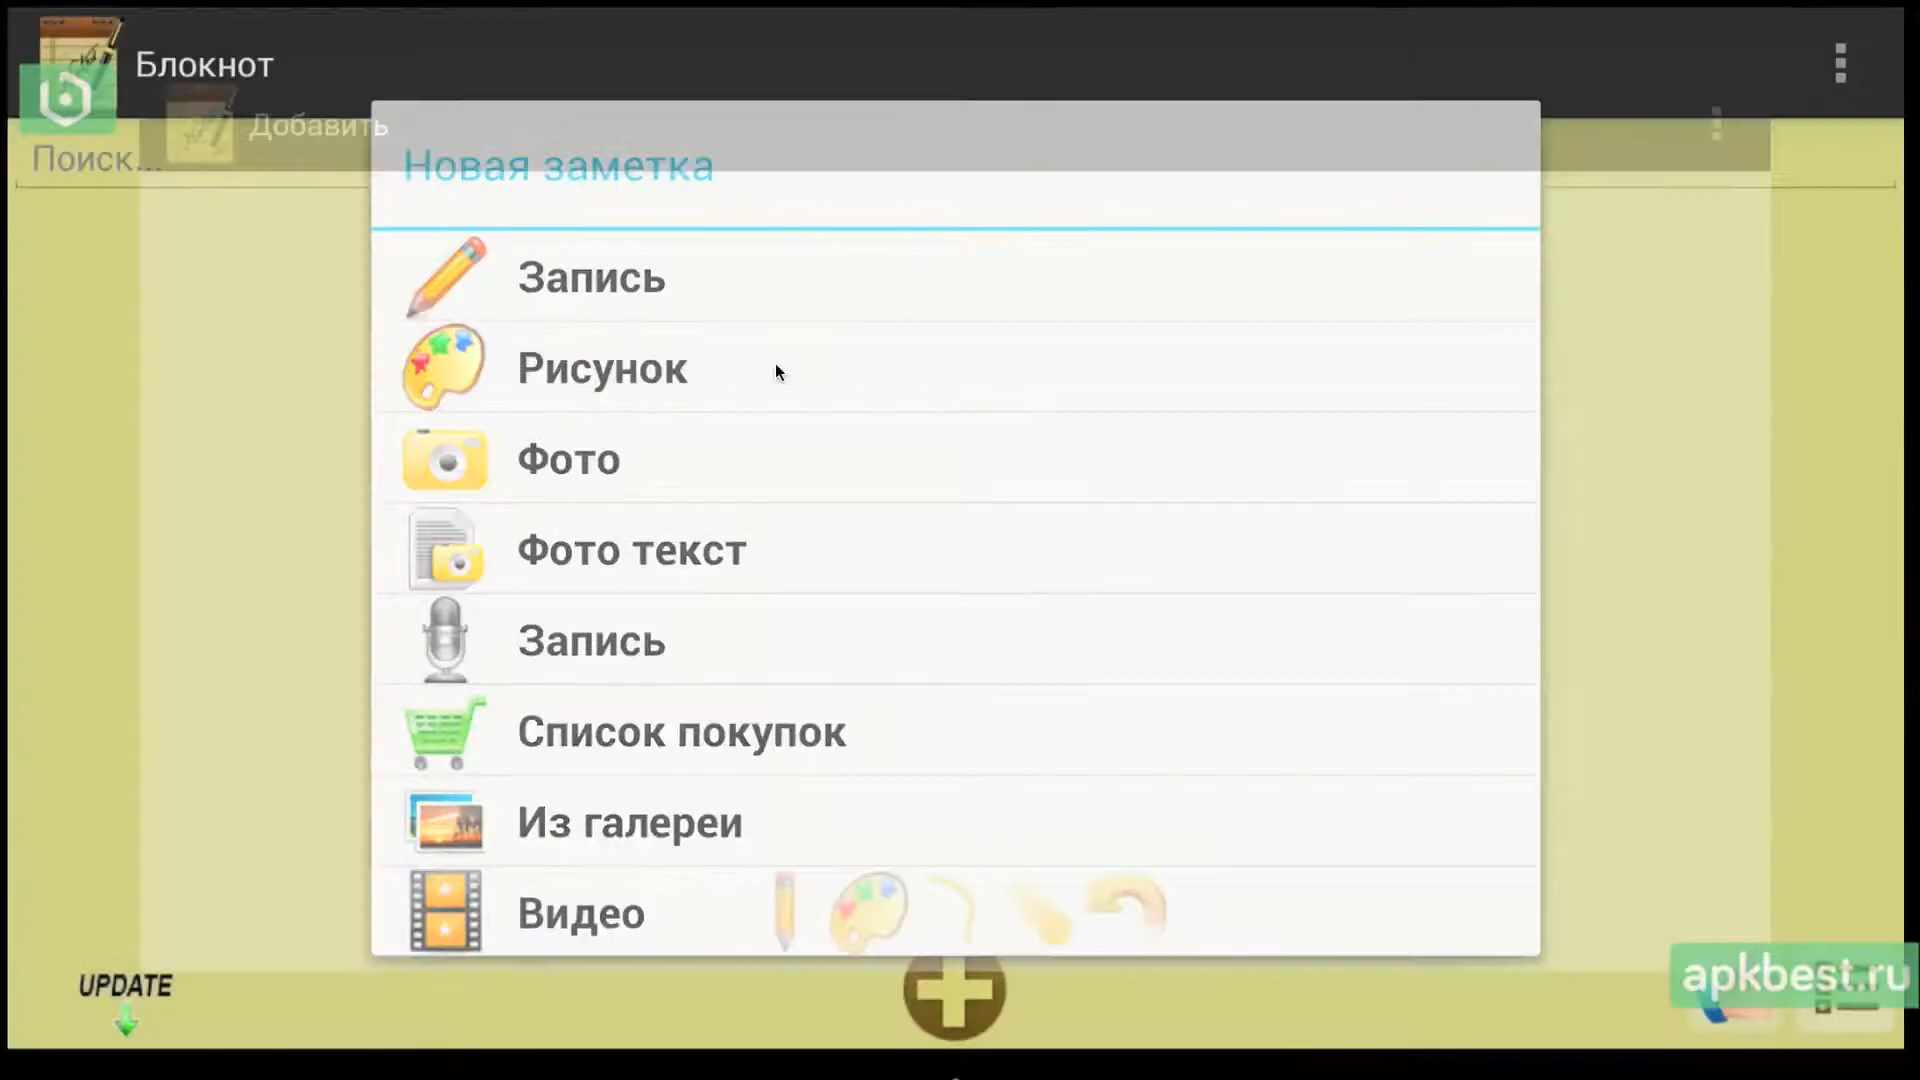 Блокнот
Добавить
Поиск...
Новая заметка
Запись
Рисунок
Фото
Фото текст
Запись
Список покупок
Из галереи
Видео
UPDATE
apkbest.ru